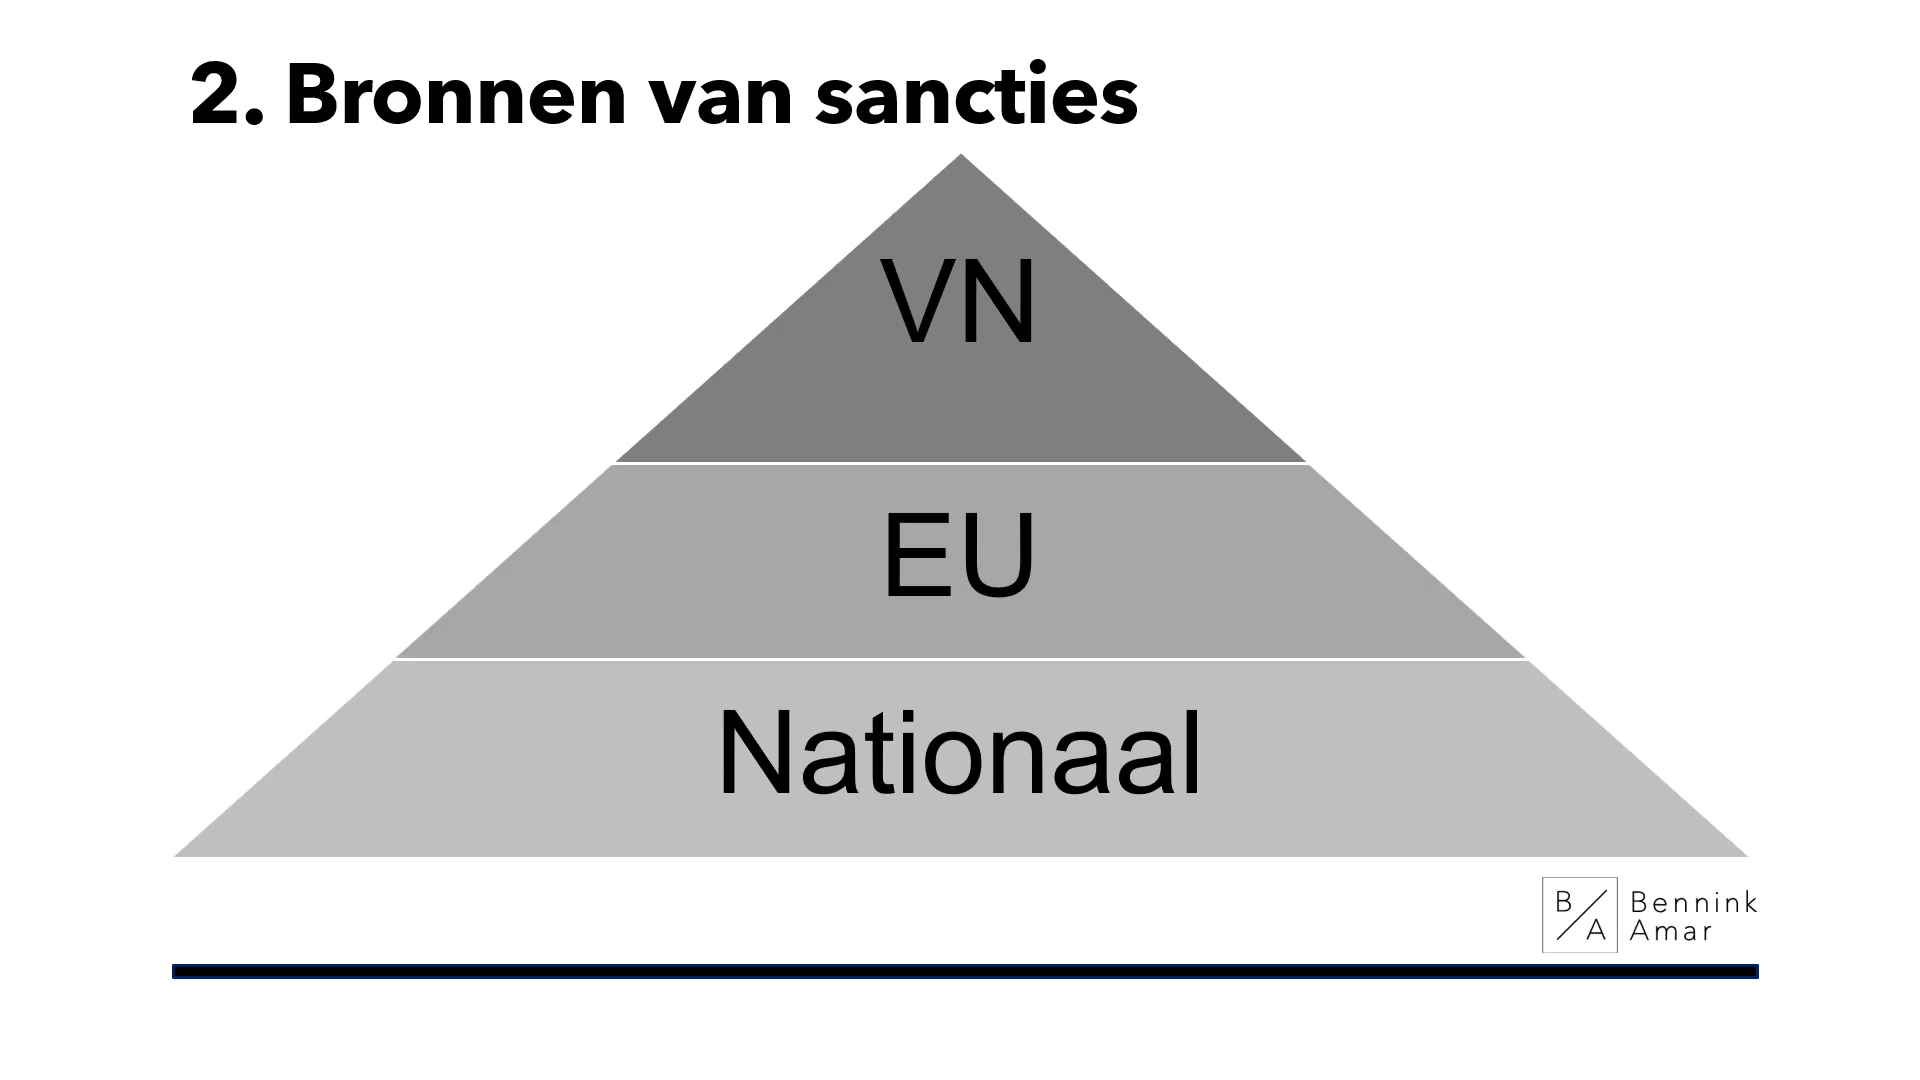 2. Bronnen van sancties
VN
EU
Nationaal
B/A
Bennink
Amar